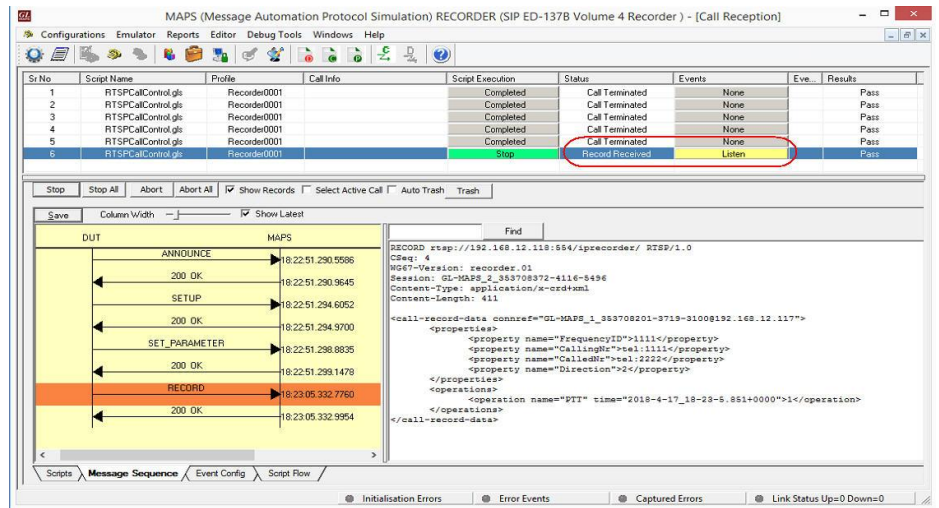 GL
MAPS (Message Automation Protocol Simulation) RECORDER (SIP ED-137B Volume 4 Recorder ) - [Call Reception]
Configurations Emulator Reports Editor Debug Tools Windows Help
Sr No Script Name Profile Call Info Script Execution Status Events Eve... Results
1 RTSPCallControl.gls Recorder0001 Completed Call Terminated None Pass
2 RTSPCallControl.gls Recorder0001 Completed Call Terminated None Pass
3 RTSPCallControl.gls Recorder0001 Completed Call Terminated None Pass
4 RTSPCallControl.gls Recorder0001 Completed Call Terminated None Pass
5 RTSPCallControl.gls Recorder0001 Completed Call Terminated None Pass
6 RTSPCallControl.gls Recorder0001 Stop Record Received Listen Pass
Stop Stop All Abort Abort All Show Records Select Active Call Auto Trash Trash
Save Column Width Show Latest
Find
DUT MAPS
ANNOUNCE
18:22:51.290.5586
200 OK
18:22:51.290.9645
SETUP
18:22:51.294.6052
200 OK
18:22:51.294.9700
SET_PARAMETER
18:22:51.298.8835
200 OK
18:22:51.299.1478
RECORD
18:23:05.332.7760
200 OK
18:23:05.332.9954
RECORD rtsp://192.168.12.118:554/iprecorder/ RTSP/1.0
CSeq: 4
WG67-Version: recorder.01
Session: GL-MAPS_2_353708372-4116-5496
Content-Type: application/x-crd+xml
Content-Length: 411
<call-record-data connref="GL-MAPS_1_353708201-3719-3100@192.168.12.117">
<properties>
<property name="FrequencyID">1111</property>
<property name="CallingNr">tel:1111</property>
<property name="CalledNr">tel:2222</property>
<property name="Direction">2</property>
</properties>
<operations>
<operation name="PTT" time="2018-4-17_18-23-5.851+0000">1</operation>
</operations>
</call-record-data>
Scripts Message Sequence Event Config Script Flow
Initialisation Errors Error Events Captured Errors Link Status Up=0 Down=0